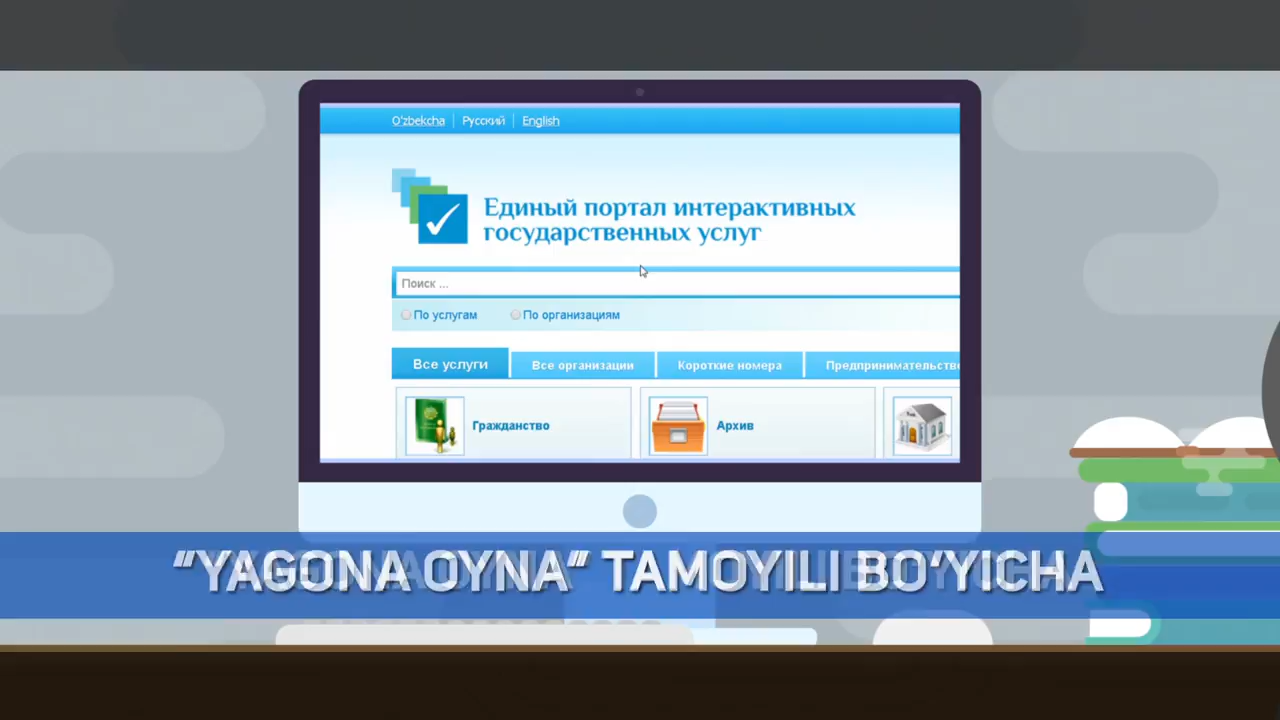 O'zbekcha Русский English
Единый портал интерактивных
государственных услуг
Поиск ...
По услугам По организациям
Все услуги Все организации Короткие номера Предпринимательство
Гражданство Архив
“YAGONA OYNA” TAMOYILI BO‘YICHA